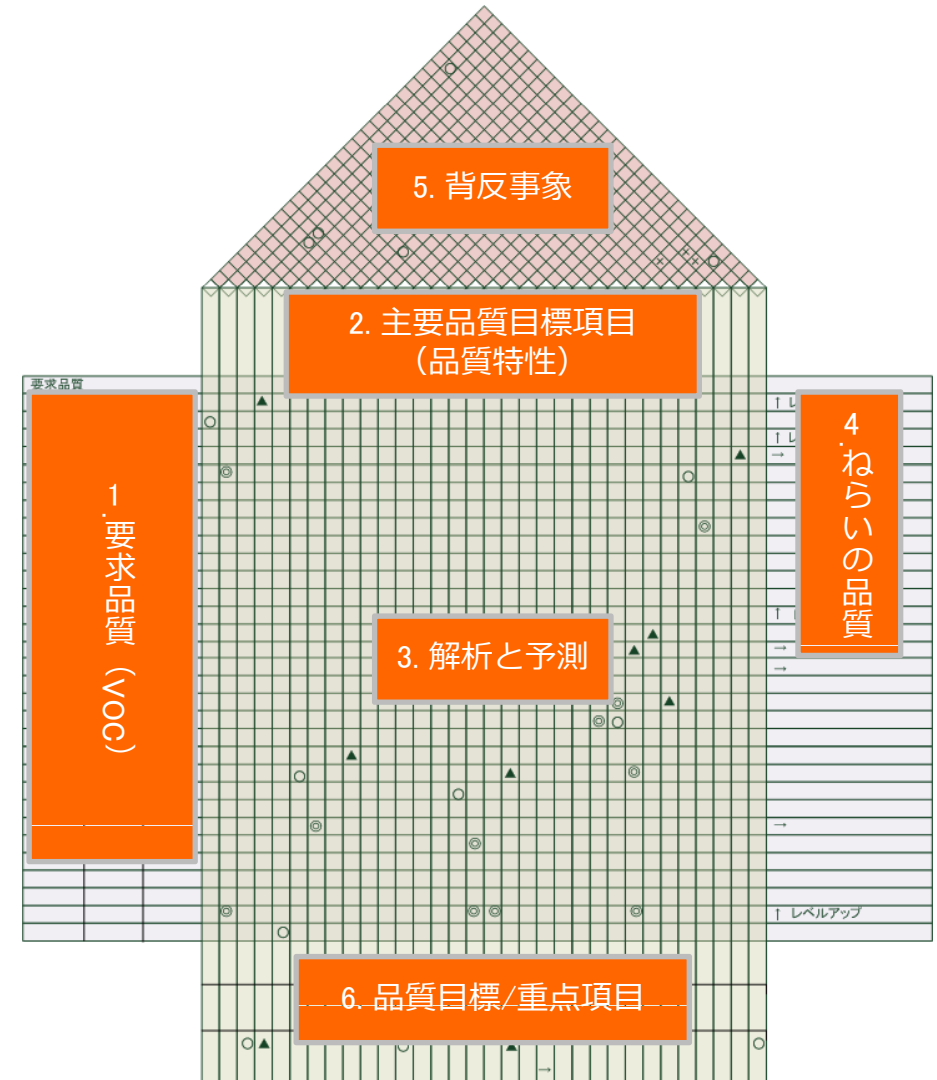 5. 背反事象
2. 主要品質目標項目
（品質特性）
要求品質
1.要求品質（VOC）
↑ レ
↑ レ
→
4.ねらいの品質
3. 解析と予測
↑
→
→
→
↑ レベルアップ
6. 品質目標/重点項目
→